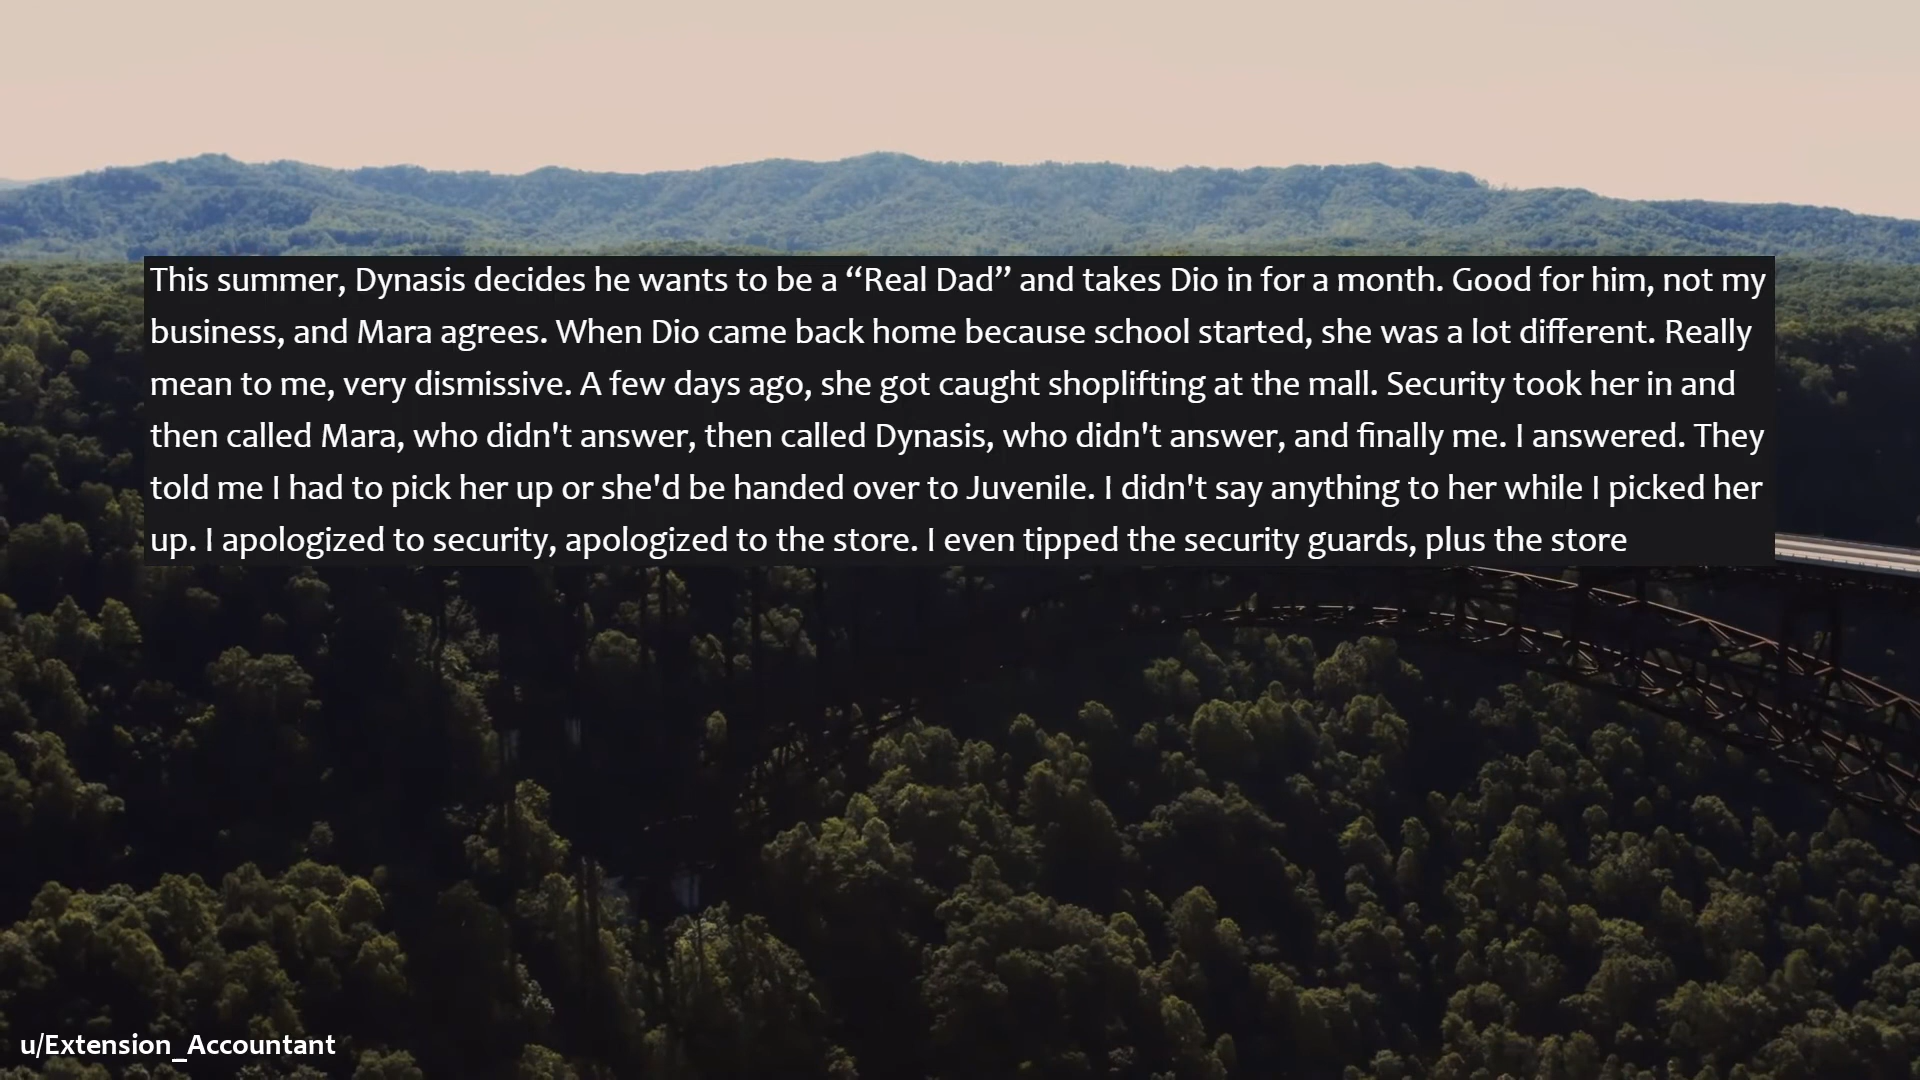 This summer, Dynasis decides he wants to be a “Real Dad” and takes Dio in for a month. Good for him, not my
business, and Mara agrees. When Dio came back home because school started, she was a lot different. Really
mean to me, very dismissive. A few days ago, she got caught shoplifting at the mall. Security took her in and
then called Mara, who didn't answer, then called Dynasis, who didn't answer, and finally me. I answered. They
told me I had to pick her up or she'd be handed over to Juvenile. I didn't say anything to her while I picked her
up. I apologized to security, apologized to the store. I even tipped the security guards, plus the store
u/Extension_Accountant